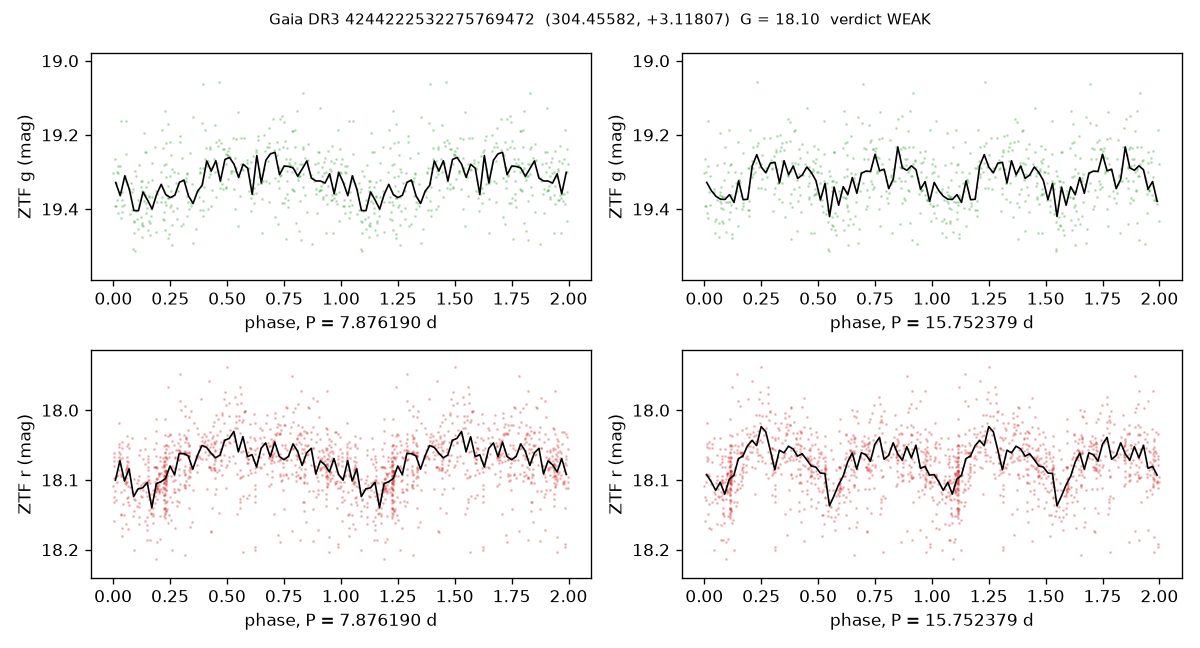 Gaia DR3 4244222532275769472 (304.45582, +3.11807) G = 18.10 verdict WEAK
ZTF g (mag)
19.0
19.2
19.4
0.00 0.25 0.50 0.75 1.00 1.25 1.50 1.75 2.00
phase, P = 7.876190 d
ZTF g (mag)
19.0
19.2
19.4
0.00 0.25 0.50 0.75 1.00 1.25 1.50 1.75 2.00
phase, P = 15.752379 d
ZTF r (mag)
18.0
18.1
18.2
0.00 0.25 0.50 0.75 1.00 1.25 1.50 1.75 2.00
phase, P = 7.876190 d
ZTF r (mag)
18.0
18.1
18.2
0.00 0.25 0.50 0.75 1.00 1.25 1.50 1.75 2.00
phase, P = 15.752379 d